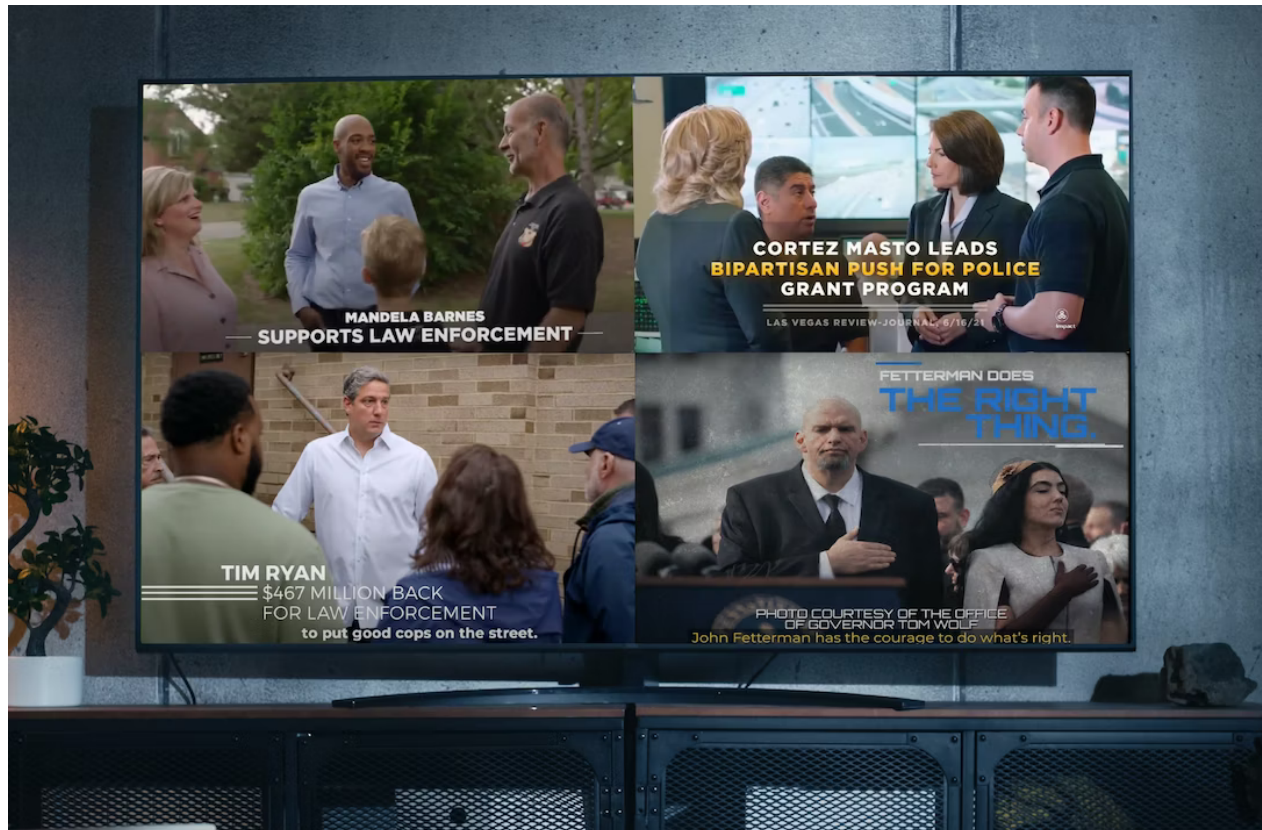 MANDELA BARNES
SUPPORTS LAW ENFORCEMENT
CORTEZ MASTO LEADS
BIPARTISAN PUSH FOR POLICE
GRANT PROGRAM
LAS VEGAS REVIEW-JOURNAL, 6/16/21
Impact
TIM RYAN
$467 MILLION BACK
FOR LAW ENFORCEMENT
to put good cops on the street.
FETTERMAN DOES
THE RIGHT
THING.
PHOTO COURTESY OF THE OFFICE
OF GOVERNOR TOM WOLF
John Fetterman has the courage to do what's right.